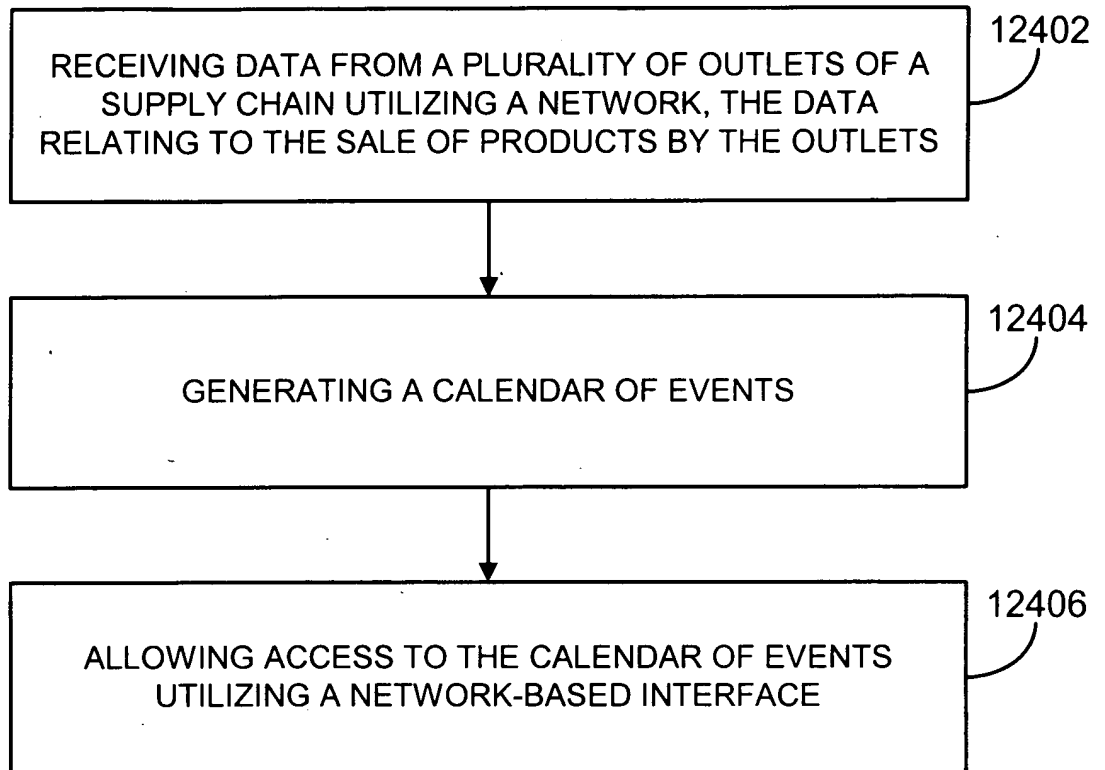 12402
RECEIVING DATA FROM A PLURALITY OF OUTLETS OF A
SUPPLY CHAIN UTILIZING A NETWORK, THE DATA
RELATING TO THE SALE OF PRODUCTS BY THE OUTLETS
12404
GENERATING A CALENDAR OF EVENTS
12406
ALLOWING ACCESS TO THE CALENDAR OF EVENTS
UTILIZING A NETWORK-BASED INTERFACE